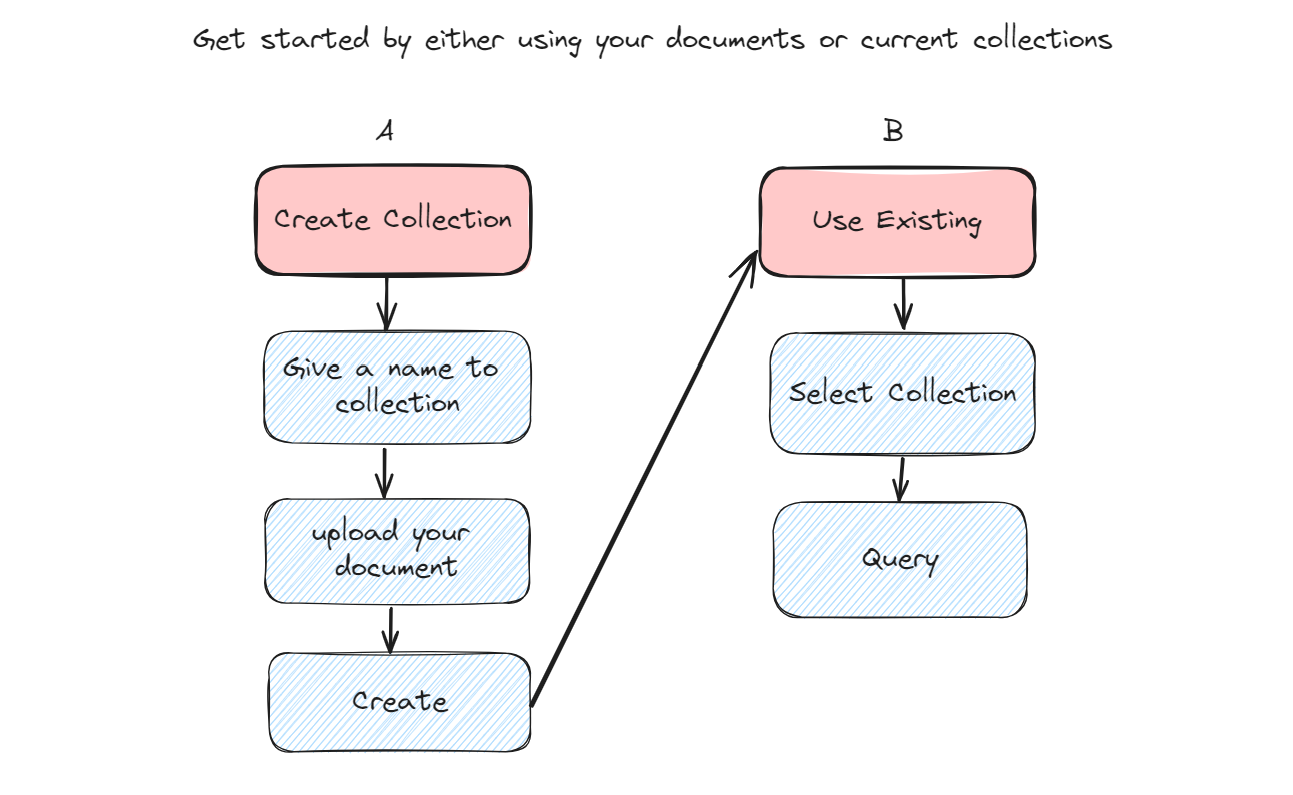 Get started by either using your documents or current collections
A
Create Collection
Give a name to
collection
upload your
document
Create
B
Use Existing
Select Collection
Query